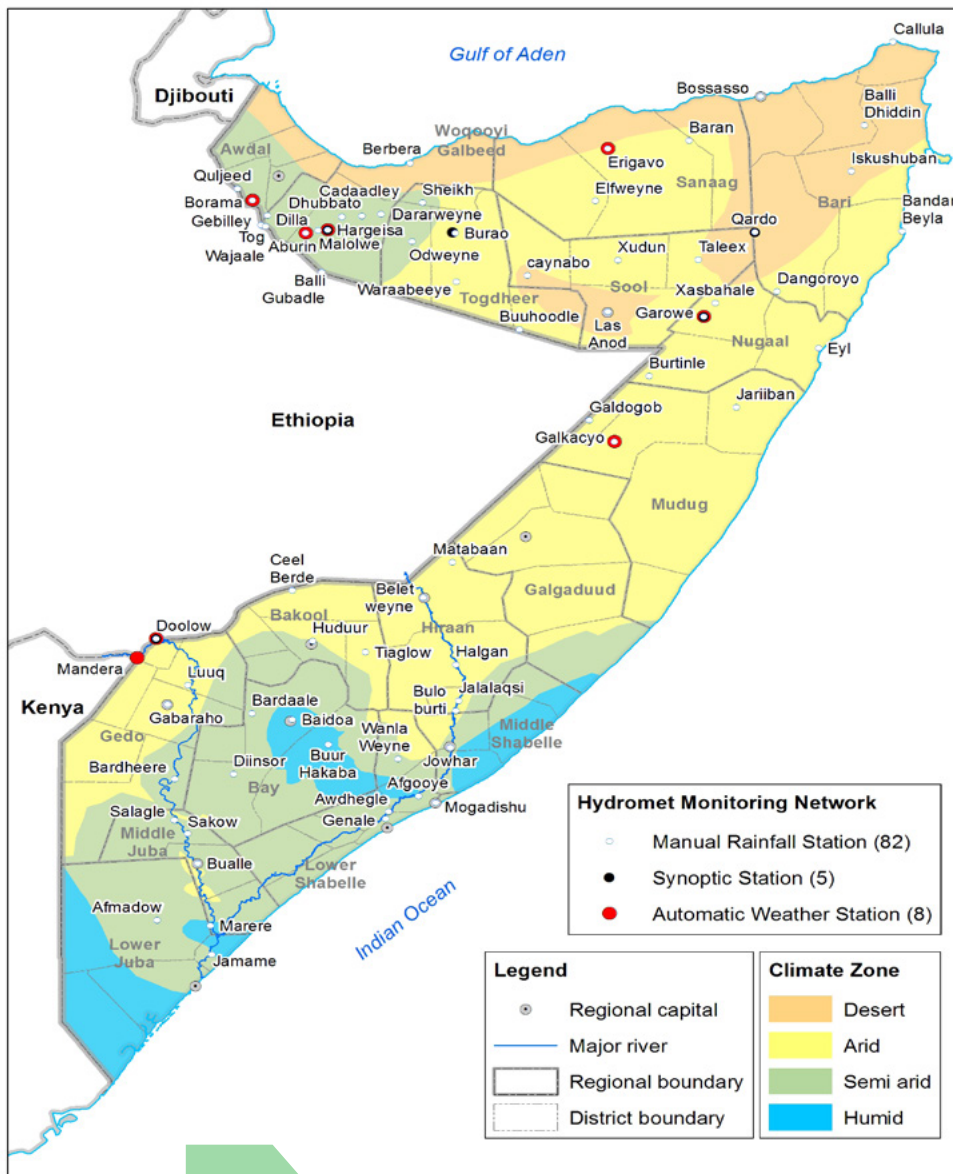 Callula
Gulf of Aden
Djibouti
Bossasso
Balli
Dhiddin
Woqooyi
Galbeed
Baran
Awdal
Berbera
Erigavo
Iskushuban
Quljeed
Cadaadley
Sheikh
Elfweyne
Sanaag
Bari
Borama
Dhubbato
Dararweyne
Bandar
Beyla
Gebilley
Dilla
Hargeisa
Burao
Qardo
Tog
Wajaale
Aburin
Malolwe
Odweyne
Xudun
Taleex
Balli
Gubadle
Waraabeeye
caynabo
Sool
Dangoroyo
Togdheer
Xasbahale
Buuhoodle
Las
Anod
Garowe
Nugaal
Eyl
Burtinle
Jariiban
Ethiopia
Galdogob
Galkacyo
Mudug
Matabaan
Ceel
Berde
Belet
weyne
Galgaduud
Bakool
Doolow
Huduur
Hiraan
Mandera
Tiaglow
Halgan
Luuq
Kenya
Jalalaqsi
Gabaraho
Bardaale
Baidoa
Bulo
burti
Gedo
Wanla
Weyne
Middle
Shabelle
Bardheere
Diinsor
Buur
Hakaba
Jowhar
Bay
Afgooye
Awdhegle
Mogadishu
Salagle
Genale
Middle
Juba
Sakow
Bualle
Lower
Shabelle
Afmadow
Indian Ocean
Marere
Lower
Juba
Jamame
Hydromet Monitoring Network
Manual Rainfall Station (82)
Synoptic Station (5)
Automatic Weather Station (8)
Legend
Regional capital
Major river
Regional boundary
District boundary
Climate Zone
Desert
Arid
Semi arid
Humid